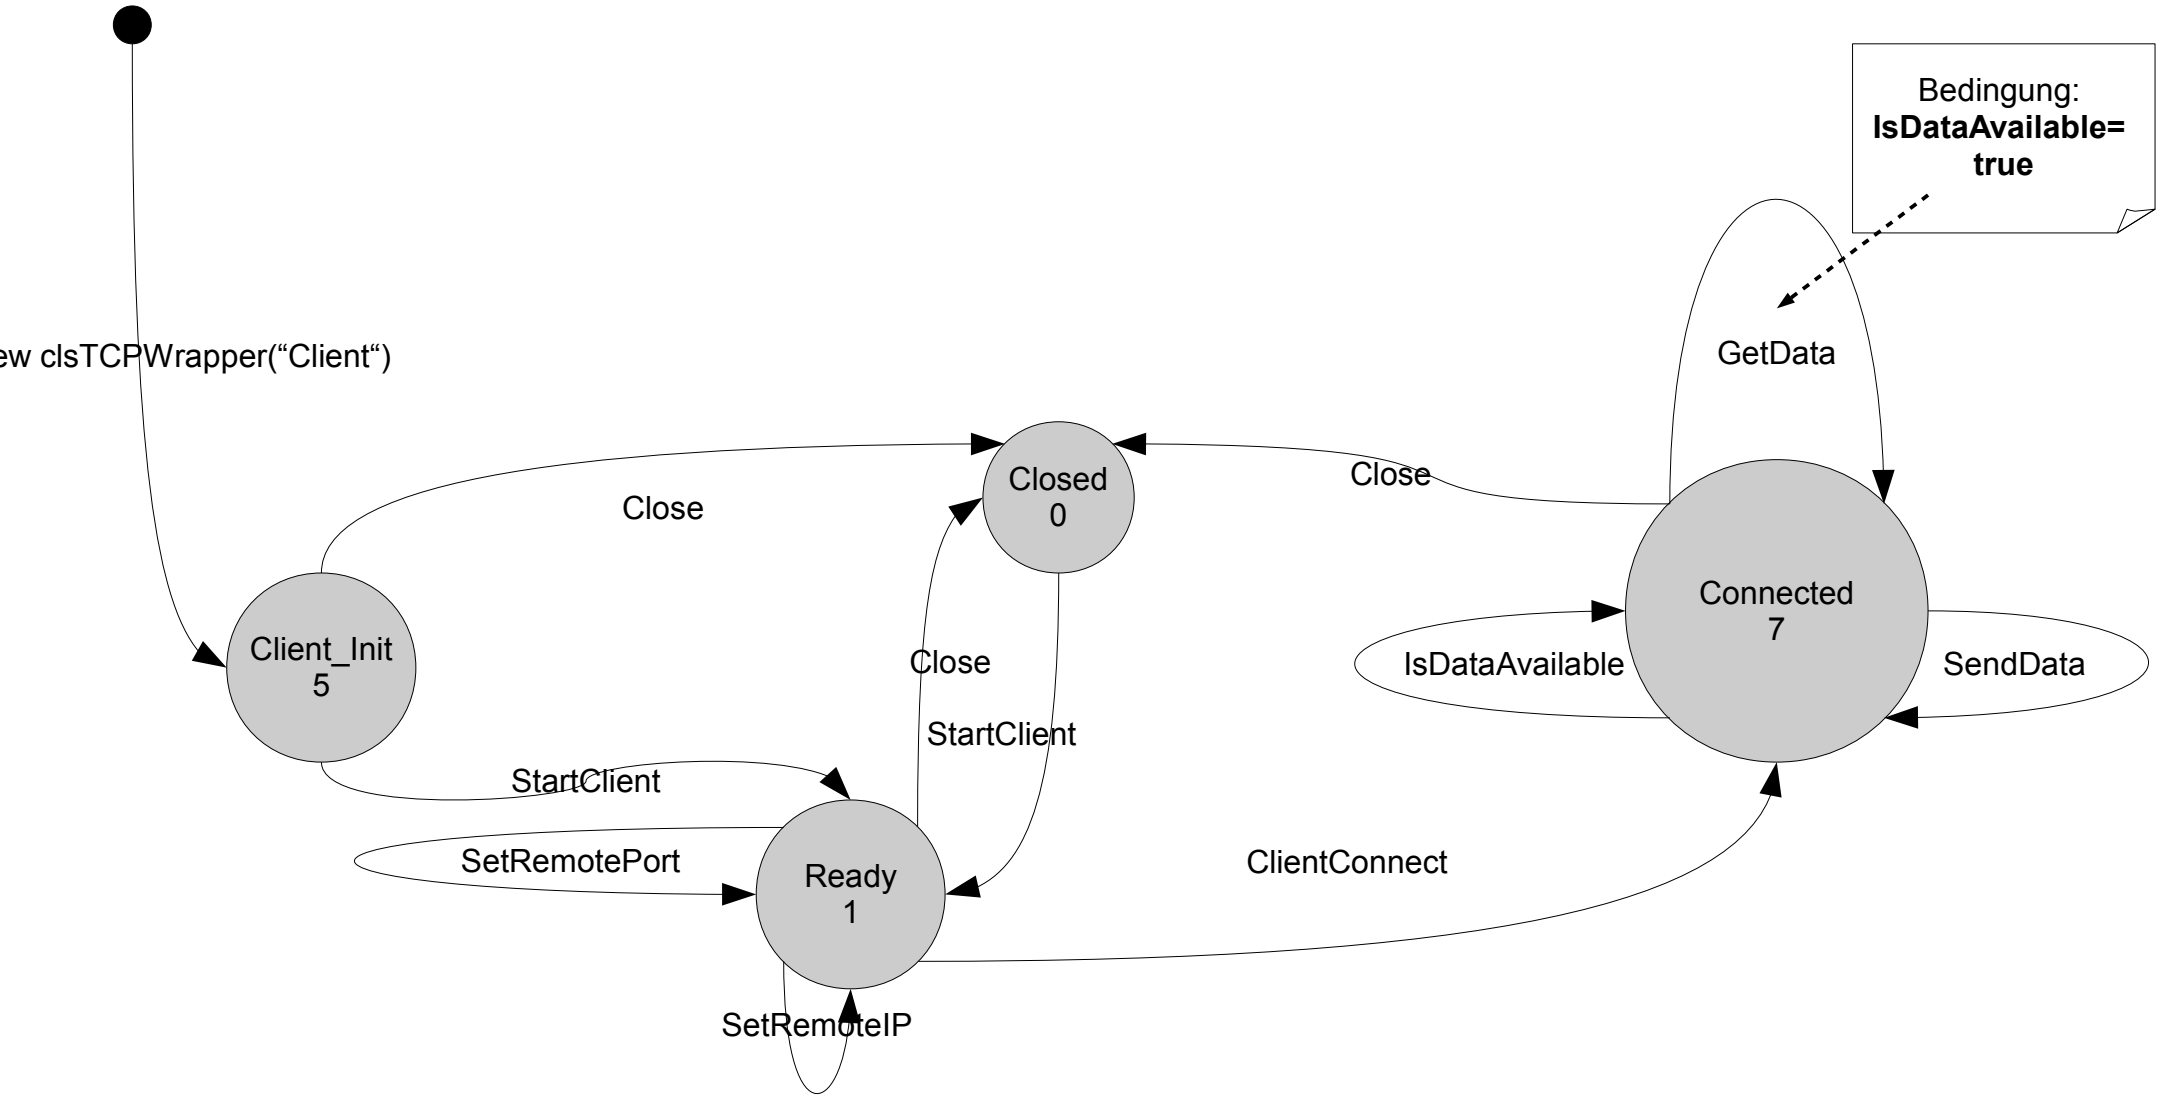 Bedingung:
IsDataAvailable=
true
ew clsTCPWrapper(“Client“)
GetData
Close
Closed
0
Close
Connected
7
Client_Init
5
Close
IsDataAvailable
SendData
StartClient
StartClient
SetRemotePort
Ready
1
ClientConnect
SetRemoteIP